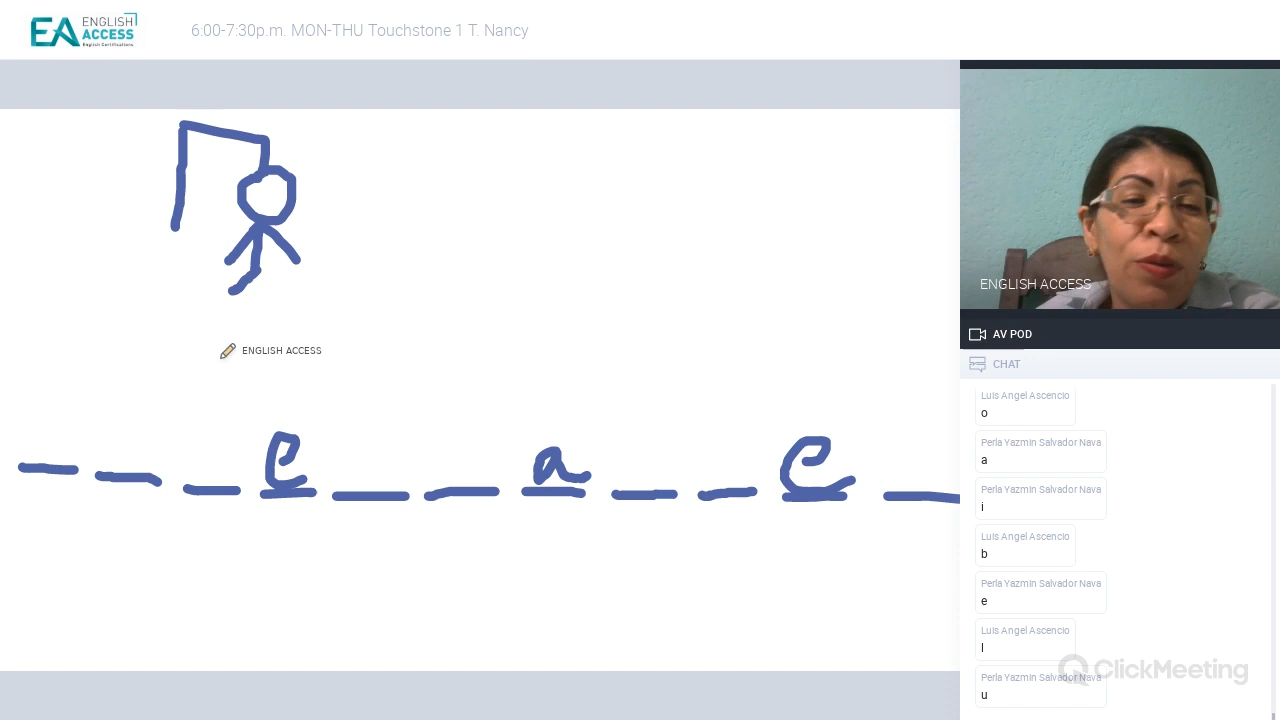 EA ENGLISH ACCESS
English Certifications
6:00-7:30p.m. MON-THU Touchstone 1 T. Nancy
ENGLISH ACCESS
e a e
ENGLISH ACCESS
AV POD
CHAT
Luis Angel Ascencio
o
Perla Yazmin Salvador Nava
a
Perla Yazmin Salvador Nava
i
Luis Angel Ascencio
b
Perla Yazmin Salvador Nava
e
Luis Angel Ascencio
l
Perla Yazmin Salvador Nava
u
ClickMeeting